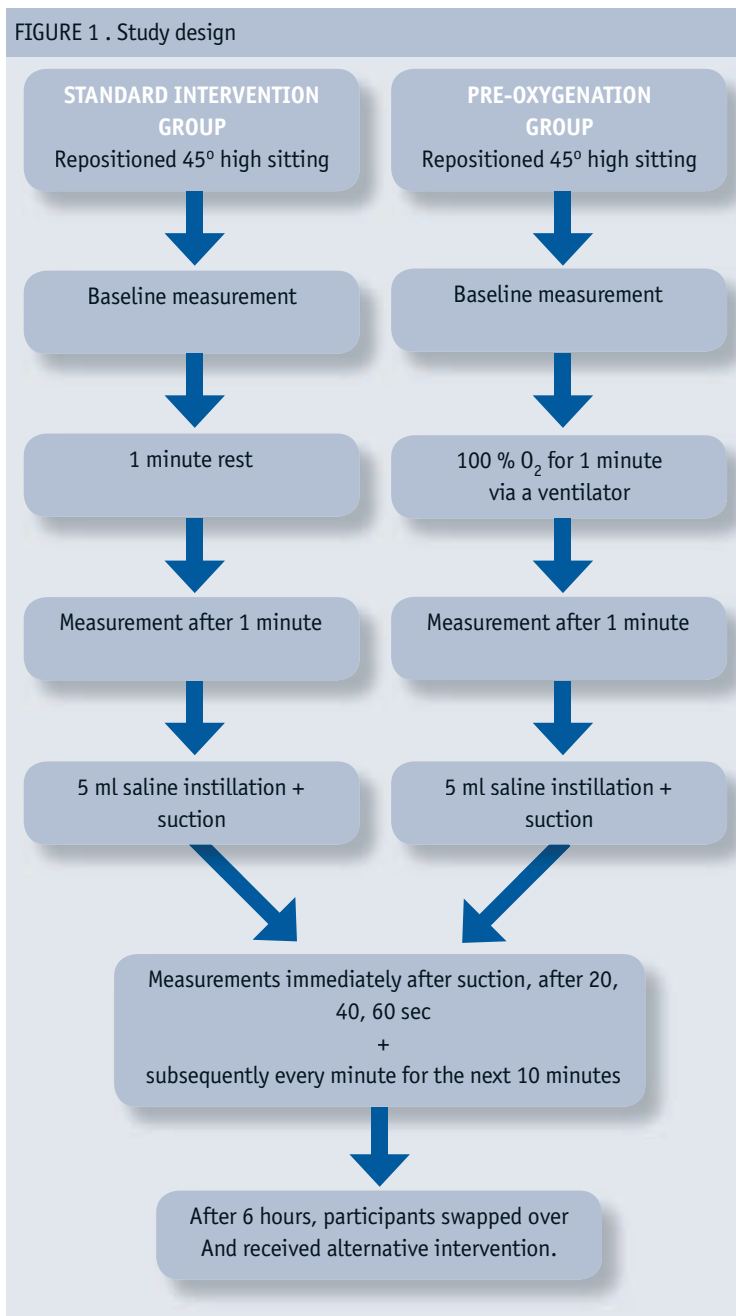 FIGURE 1 . Study design
STANDARD INTERVENTION
GROUP
Repositioned 45º high sitting
PRE-OXYGENATION
GROUP
Repositioned 45º high sitting
Baseline measurement
Baseline measurement
1 minute rest
100 % O₂ for 1 minute
via a ventilator
Measurement after 1 minute
Measurement after 1 minute
5 ml saline instillation +
suction
5 ml saline instillation +
suction
Measurements immediately after suction, after 20,
40, 60 sec
+
subsequently every minute for the next 10 minutes
After 6 hours, participants swapped over
And received alternative intervention.